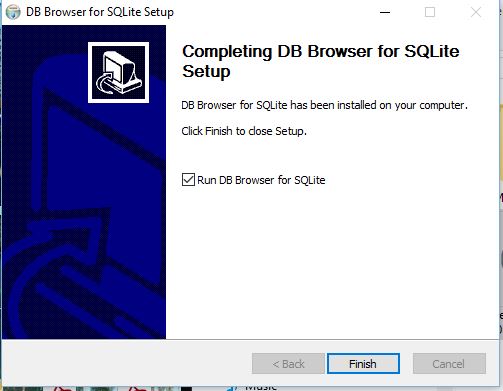 DB Browser for SQLite Setup
Completing DB Browser for SQLite
Setup
DB Browser for SQLite has been installed on your computer.
Click Finish to close Setup.
Run DB Browser for SQLite
< Back
Finish
Cancel
Music